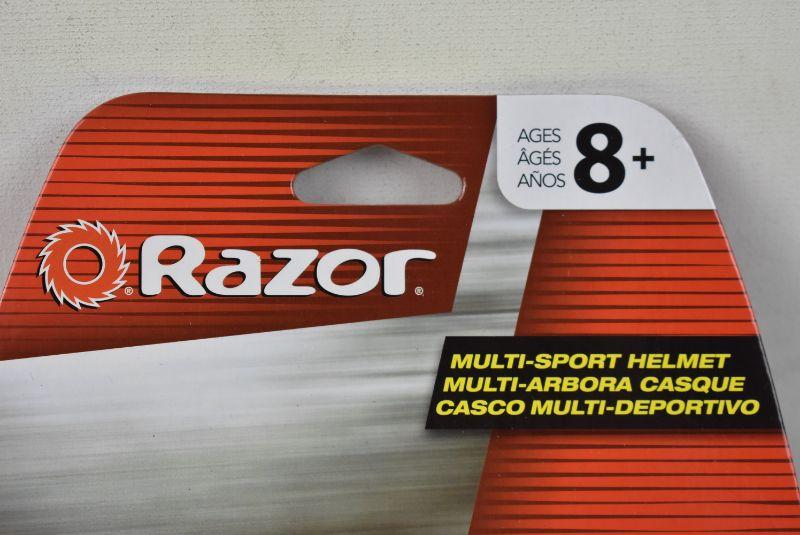 AGES
ÂGÉS
AÑOS
8+
®Razor®
MULTI-SPORT HELMET
MULTI-ARBORA CASQUE
CASCO MULTI-DEPORTIVO